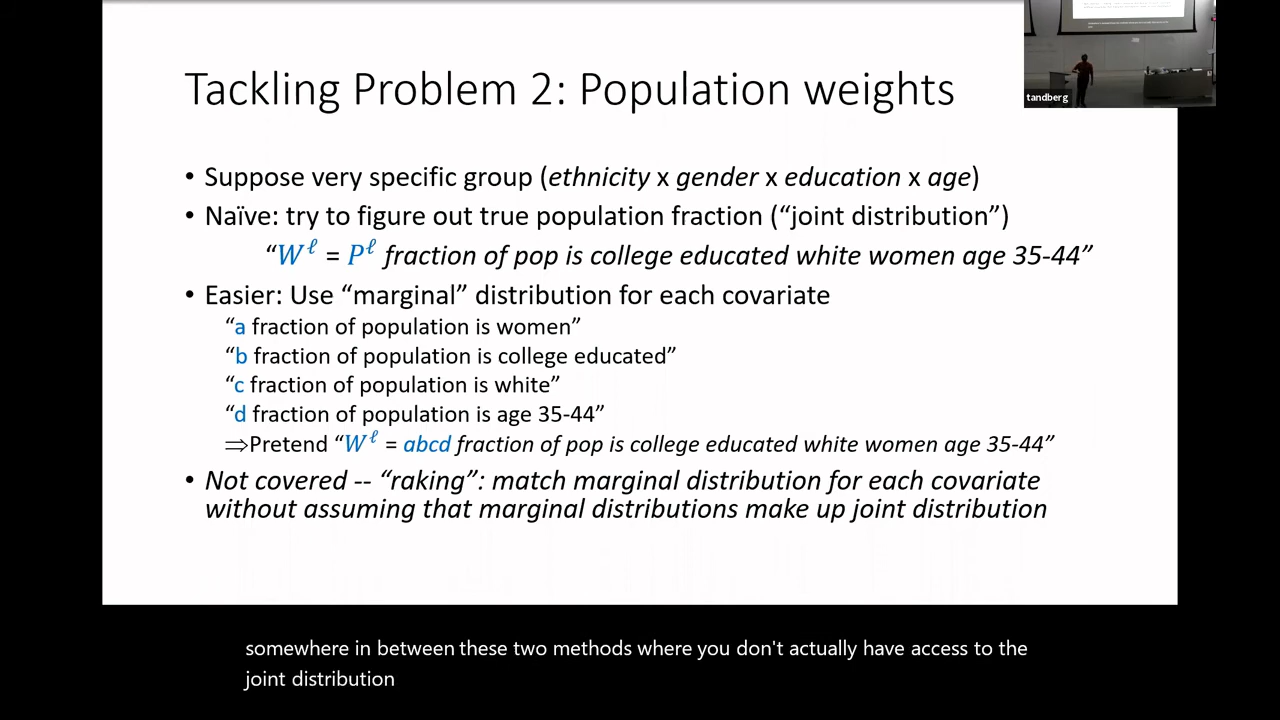 Tackling Problem 2: Population weights
tandberg
• Suppose very specific group (ethnicity x gender x education x age)
• Naïve: try to figure out true population fraction (“joint distribution”)
“Wℓ = Pℓ fraction of pop is college educated white women age 35-44”
• Easier: Use “marginal” distribution for each covariate
“a fraction of population is women”
“b fraction of population is college educated”
“c fraction of population is white”
“d fraction of population is age 35-44”
⇒Pretend “Wℓ = abcd fraction of pop is college educated white women age 35-44”
• Not covered -- “raking”: match marginal distribution for each covariate
without assuming that marginal distributions make up joint distribution
somewhere in between these two methods where you don't actually have access to the
joint distribution